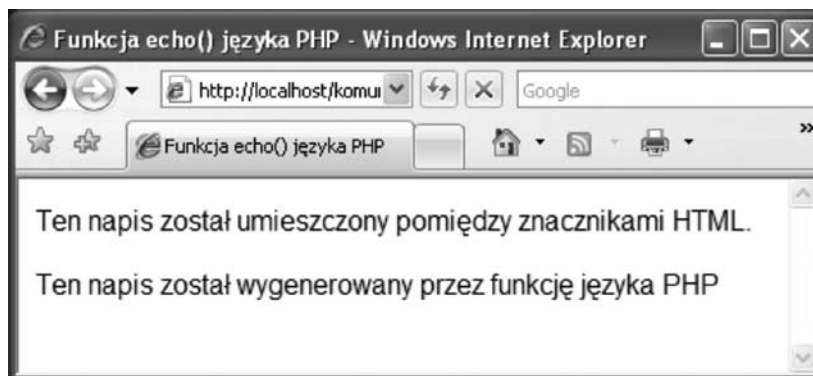 Funkcja echo() języka PHP - Windows Internet Explorer
http://localhost/komui
Google
Funkcja echo() języka PHP
Ten napis został umieszczony pomiędzy znacznikami HTML.
Ten napis został wygenerowany przez funkcję języka PHP